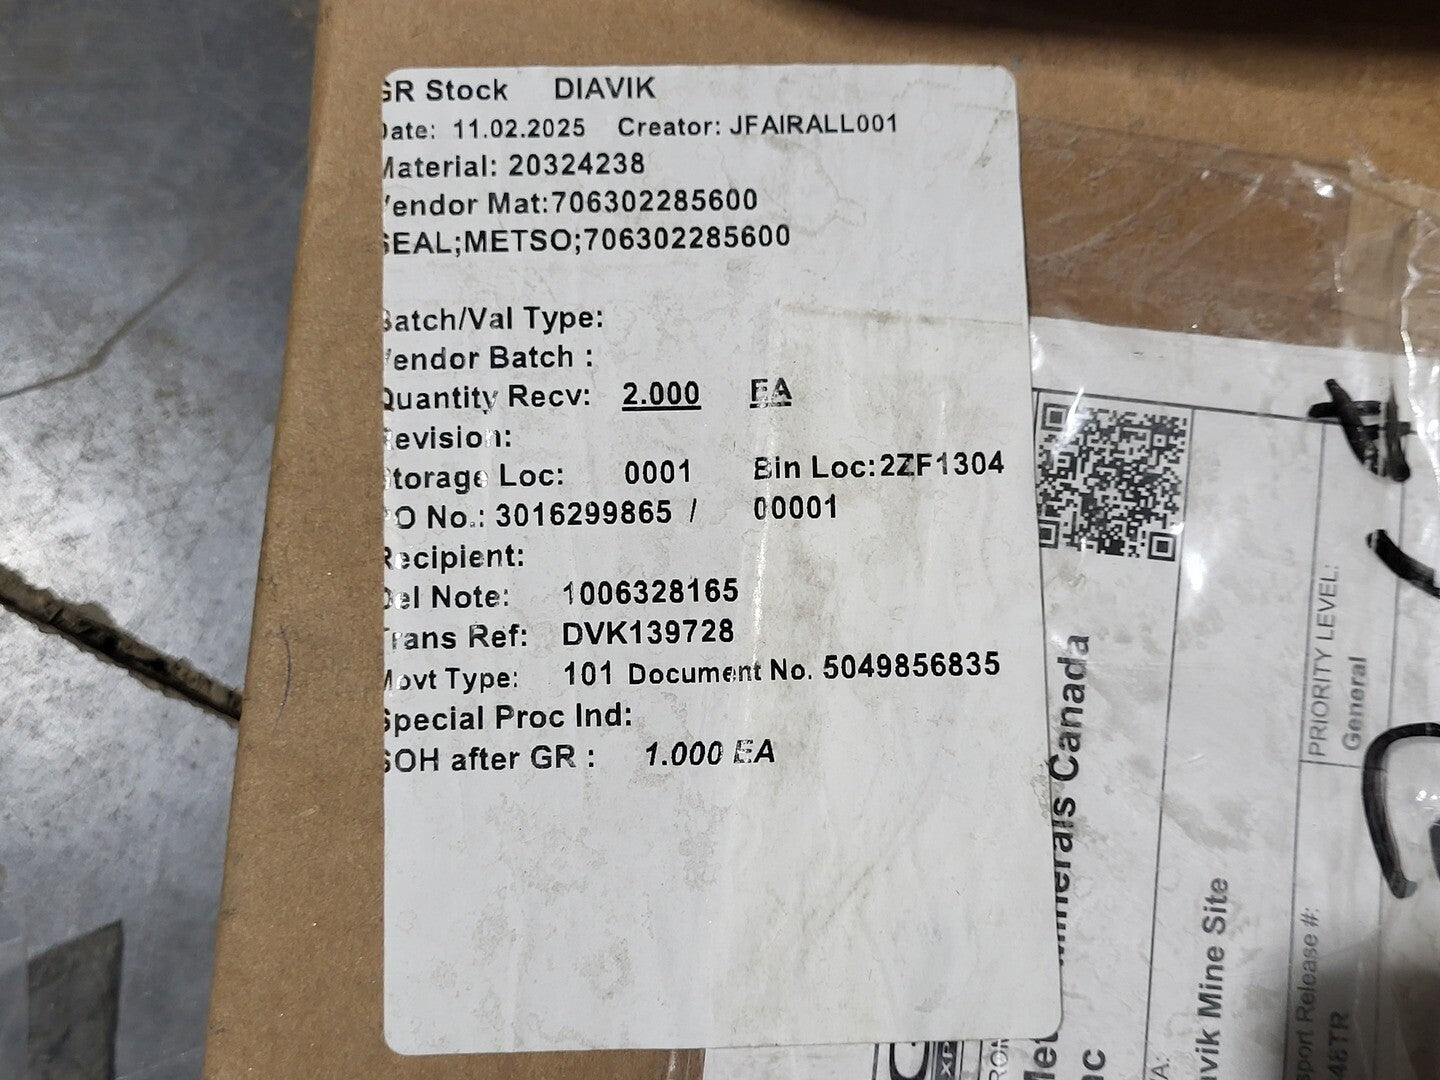 GR Stock DIAVIK
Date: 11.02.2025 Creator: JFAIRALL001
Material: 20324238
Vendor Mat:706302285600
SEAL;METSO;706302285600
Batch/Val Type:
Vendor Batch :
Quantity Recv: 2.000 EA
Revision:
Storage Loc: 0001 Bin Loc:2ZF1304
PO No.: 3016299865 / 00001
Recipient:
Del Note: 1006328165
Trans Ref: DVK139728
Movt Type: 101 Document No. 5049856835
Special Proc Ind:
SOH after GR : 1.000 EA
Minerals Canada
vik Mine Site
PRIORITY LEVEL:
General
port Release #: